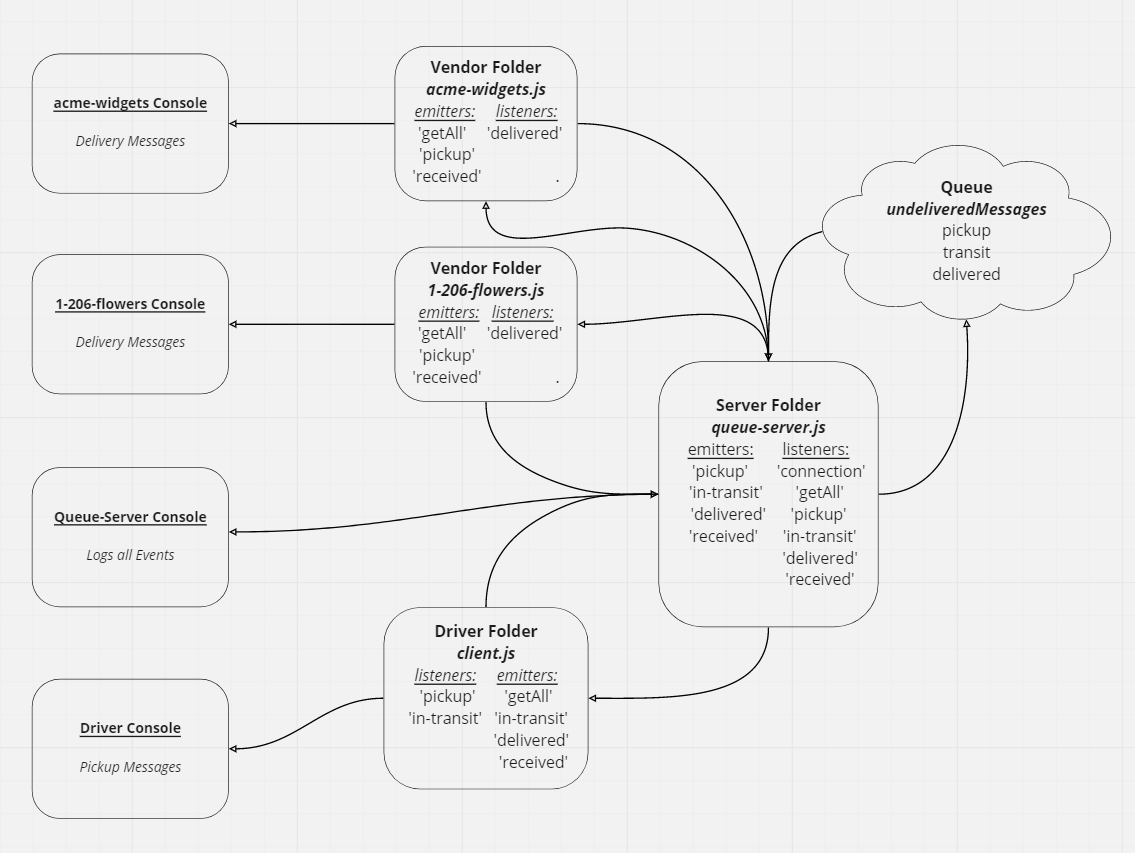 acme-widgets Console
Delivery Messages
Vendor Folder
acme-widgets.js
emitters: listeners:
'getAll' 'delivered'
'pickup'
'received' .
Queue
undeliveredMessages
pickup
transit
delivered
1-206-flowers Console
Delivery Messages
Vendor Folder
1-206-flowers.js
emitters: listeners:
'getAll' 'delivered'
'pickup'
'received' .
Server Folder
queue-server.js
emitters: listeners:
'pickup' 'connection'
'in-transit' 'getAll'
'delivered' 'pickup'
'received' 'in-transit'
'delivered'
'received'
Queue-Server Console
Logs all Events
Driver Folder
client.js
listeners: emitters:
'pickup' 'getAll'
'in-transit' 'in-transit'
'delivered'
'received'
Driver Console
Pickup Messages